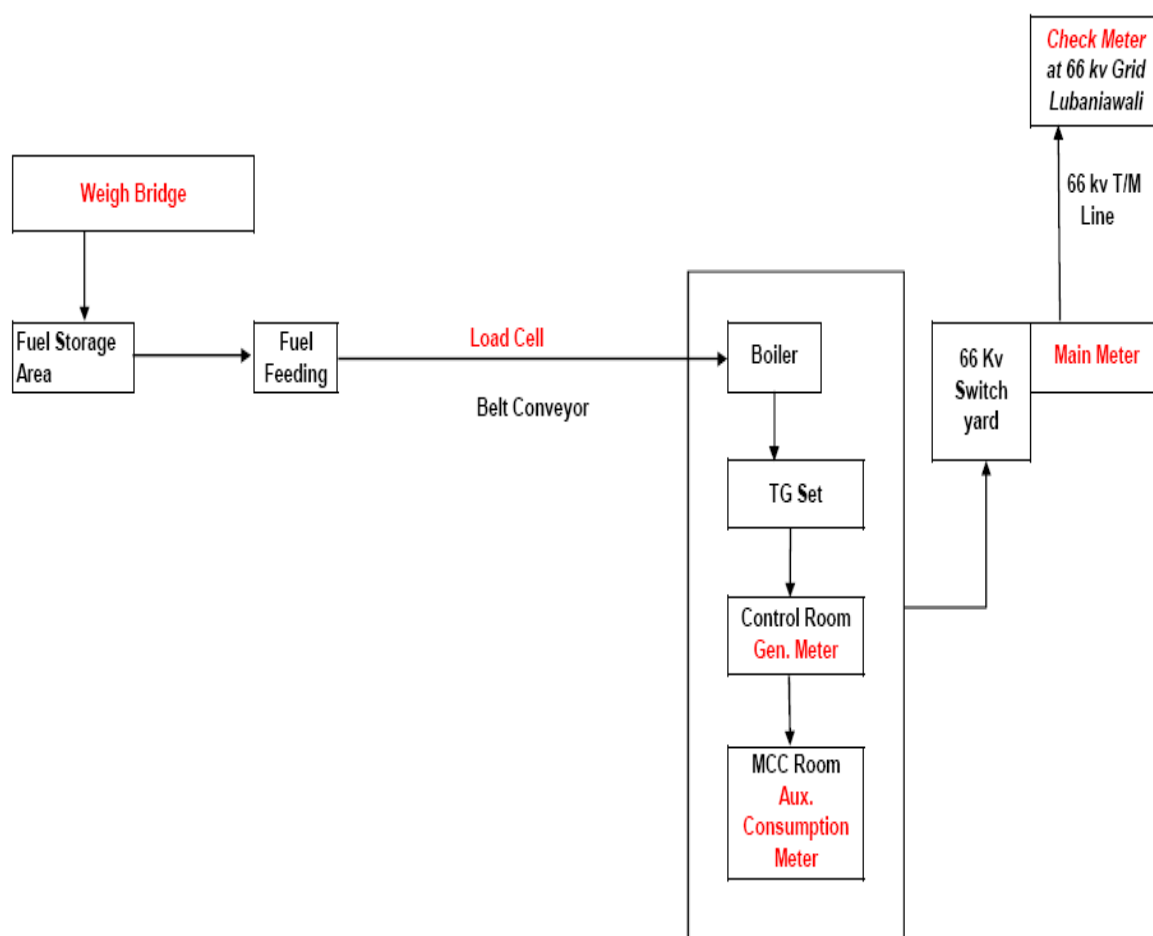 Check Meter
at 66 kv Grid
Lubaniawali
Weigh Bridge
66 kv T/M
Line
Fuel Storage
Area
Fuel
Feeding
Load Cell
Belt Conveyor
Boiler
66 Kv
Switch
yard
Main Meter
TG Set
Control Room
Gen. Meter
MCC Room
Aux.
Consumption
Meter